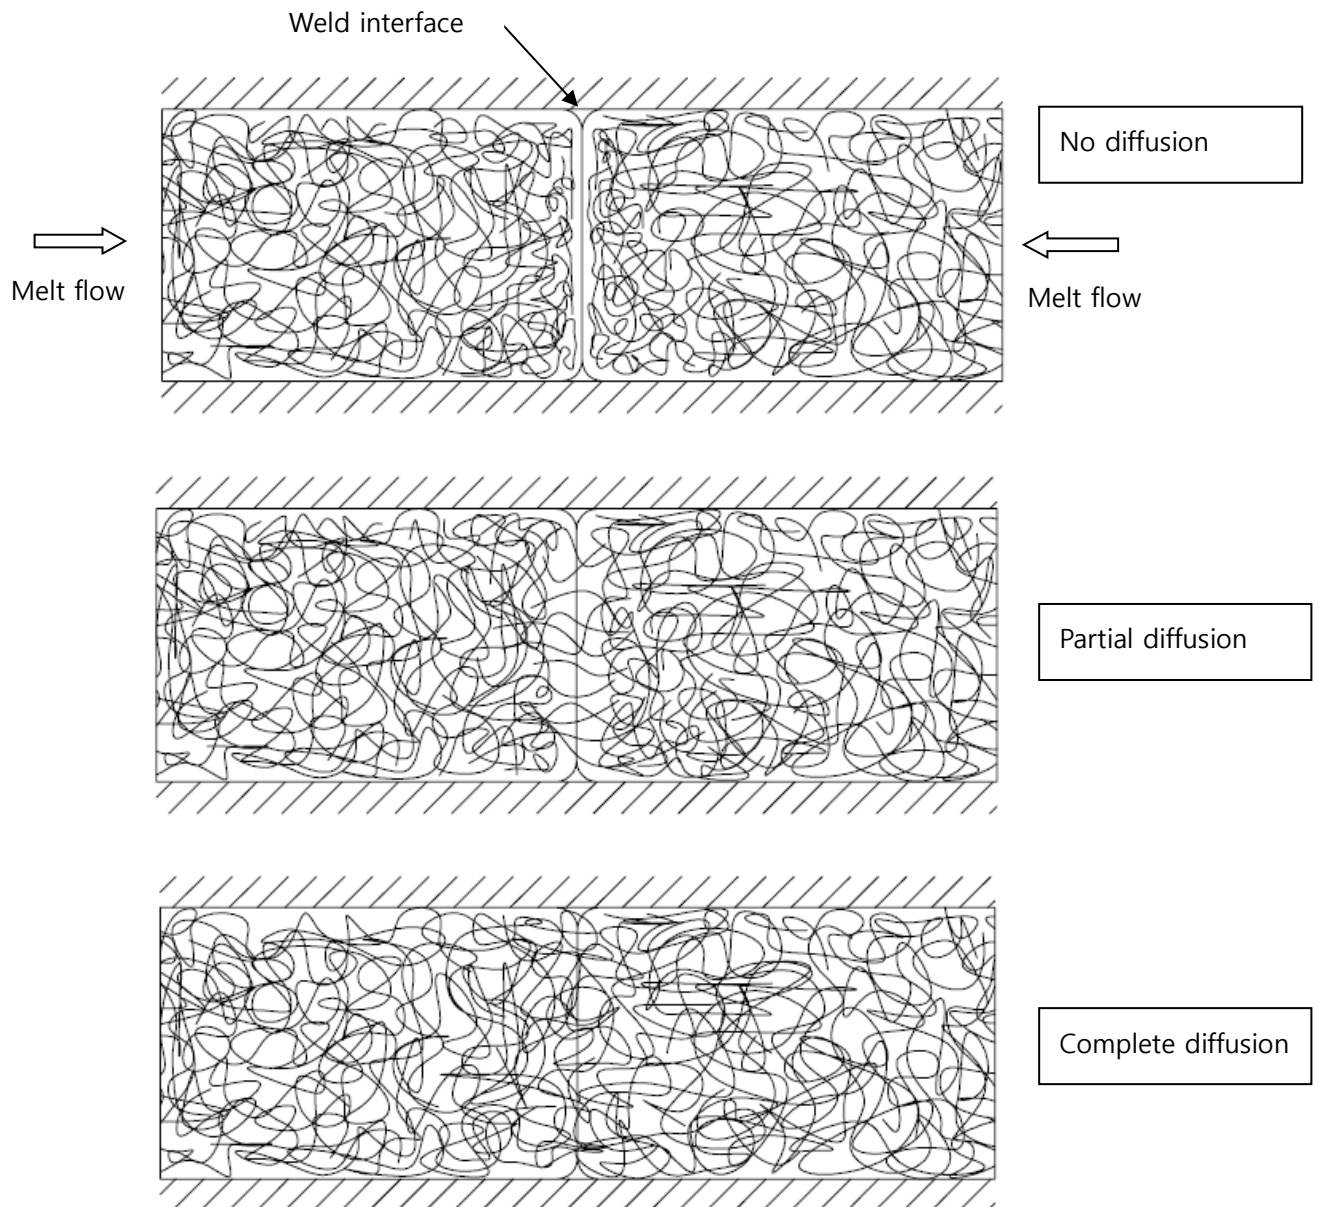 Weld interface
No diffusion
Melt flow
Melt flow
Partial diffusion
Complete diffusion